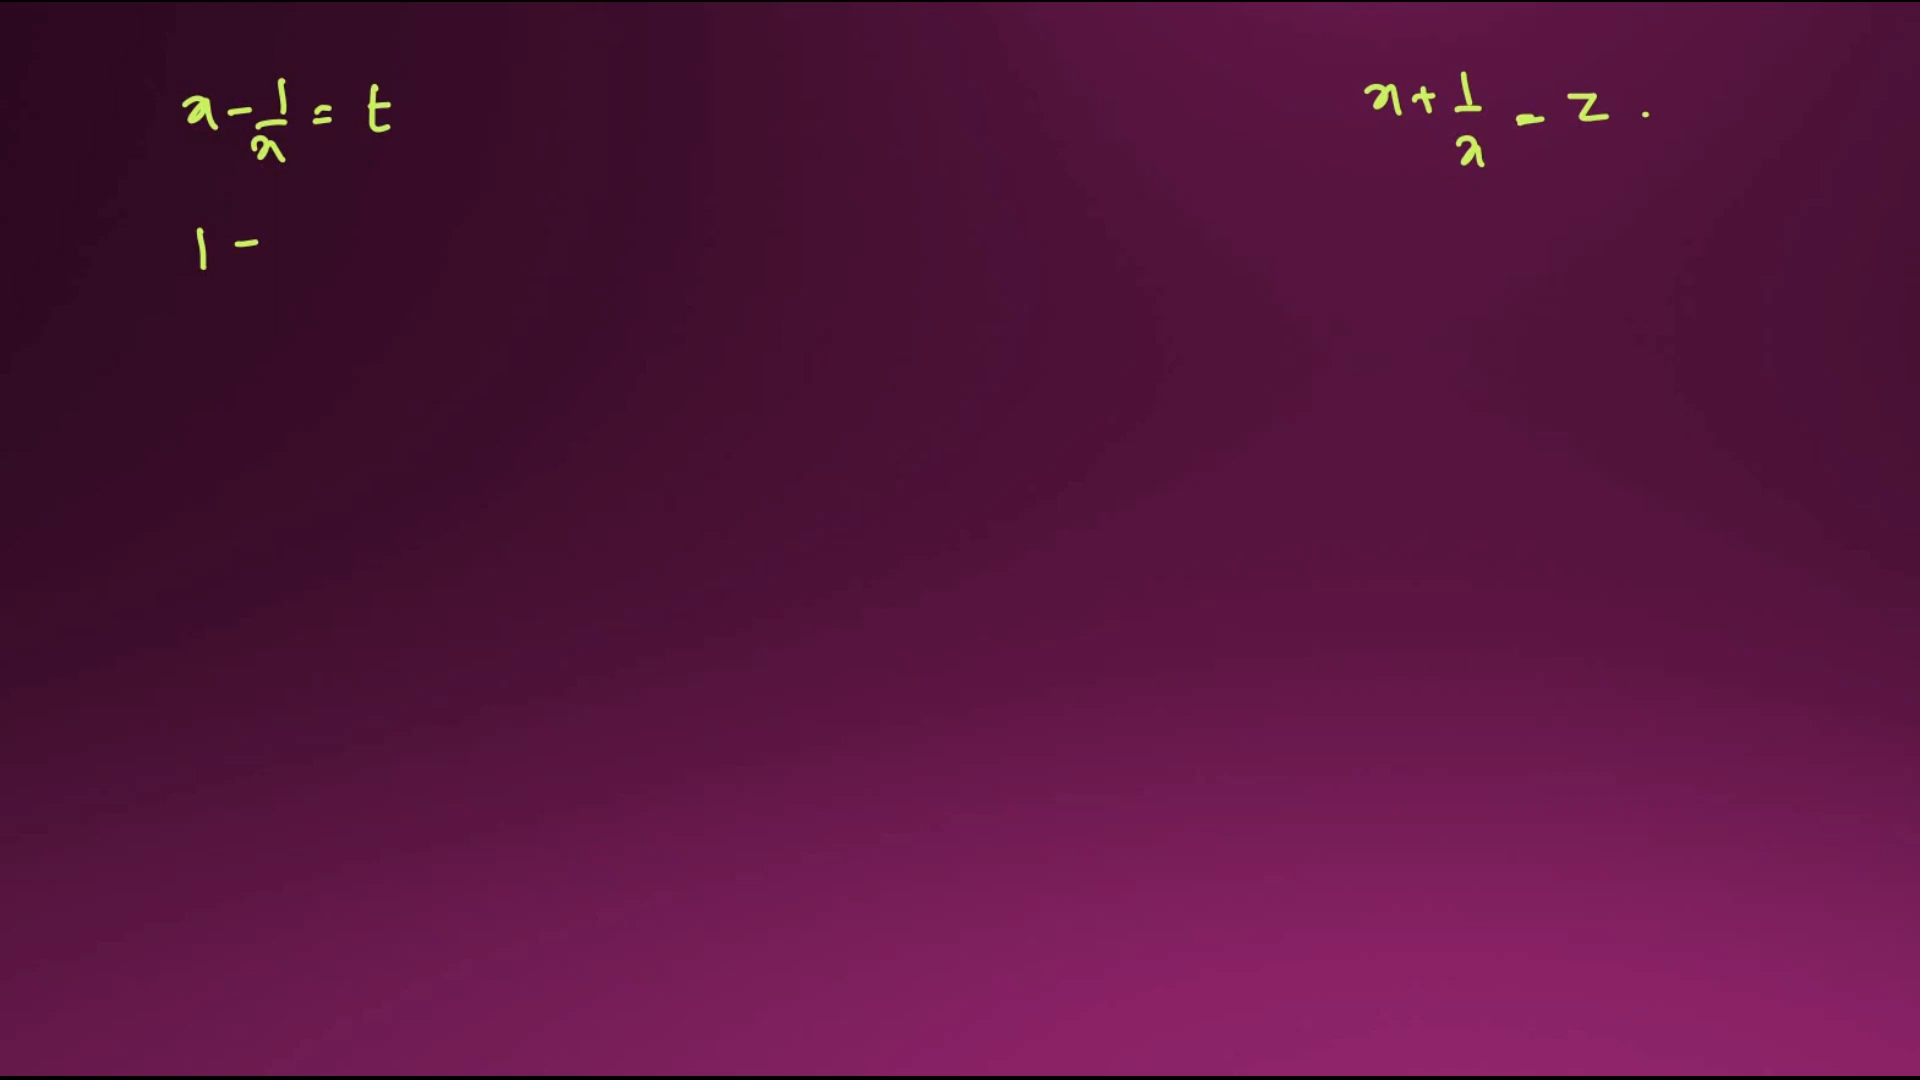 x - 1/x = t
x + 1/x = z .
1 -